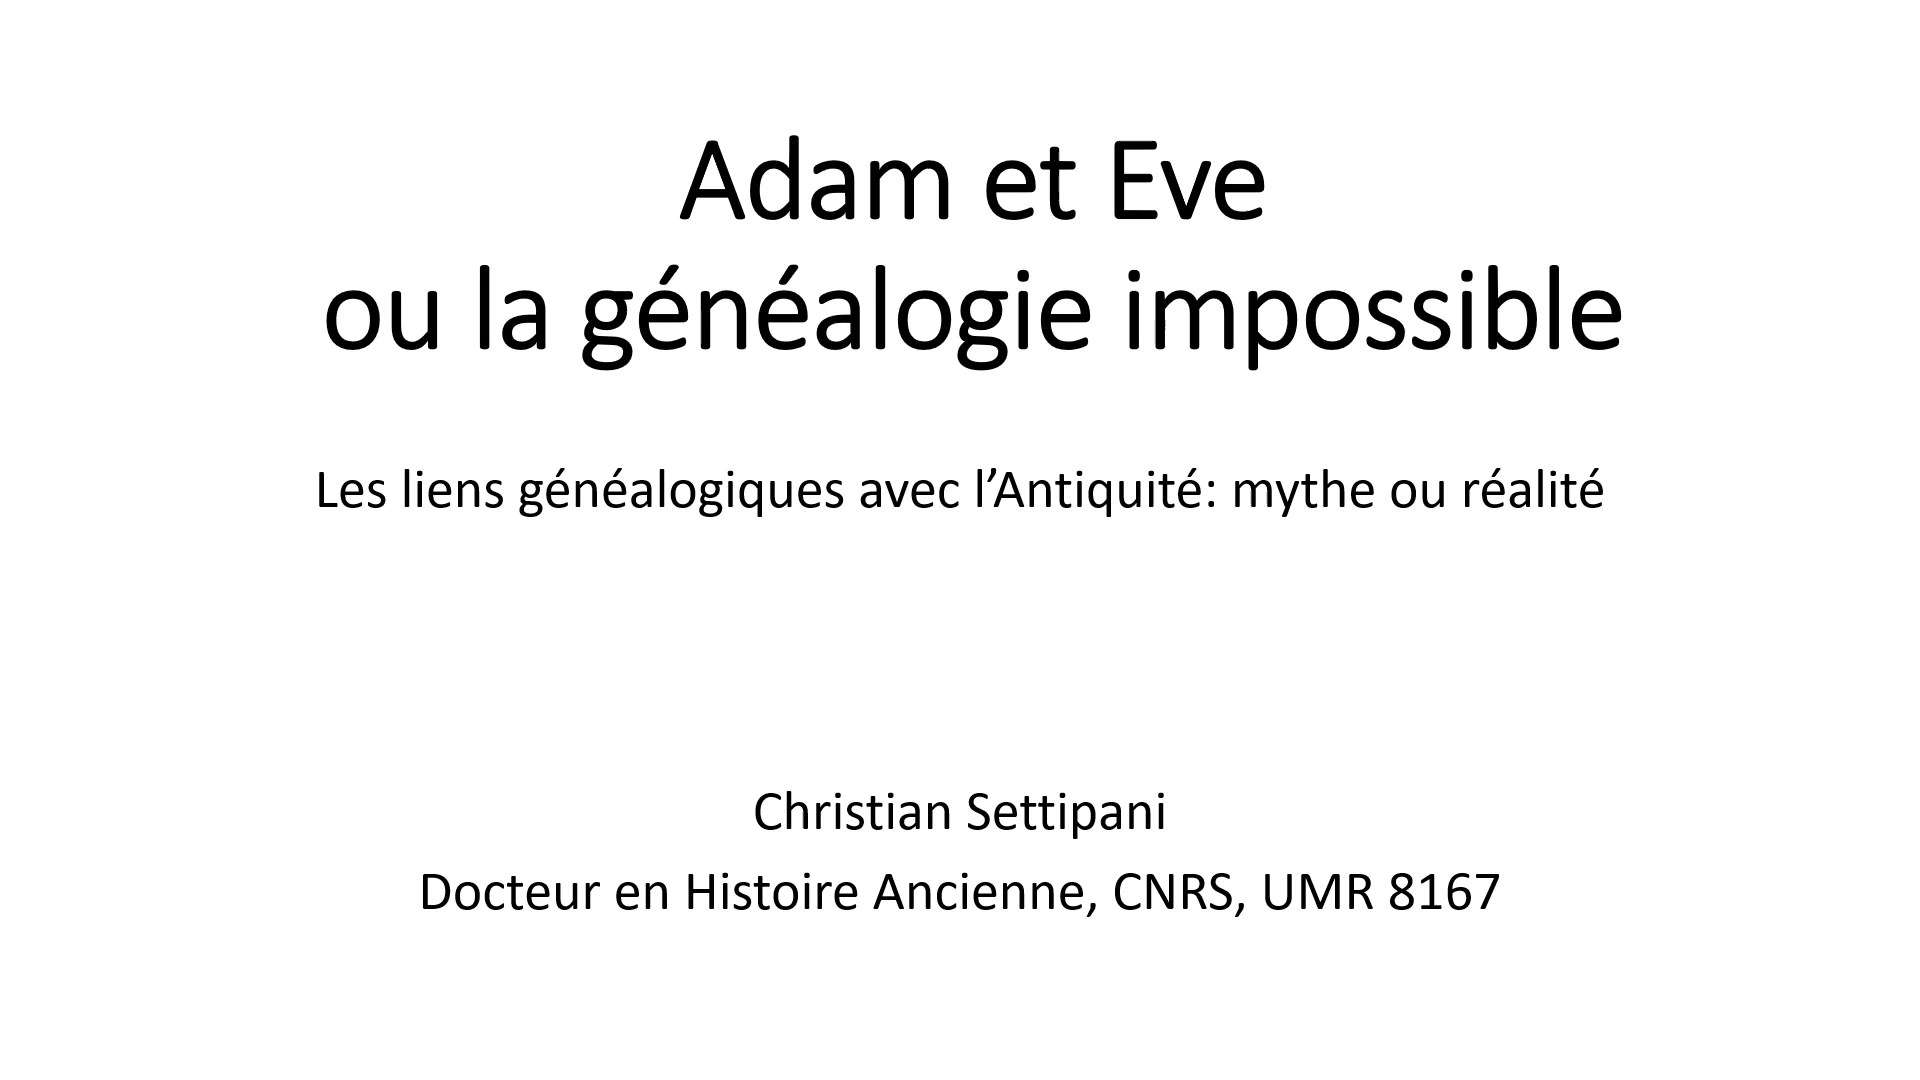 Adam et Eve
ou la généalogie impossible
Les liens généalogiques avec l’Antiquité: mythe ou réalité
Christian Settipani
Docteur en Histoire Ancienne, CNRS, UMR 8167